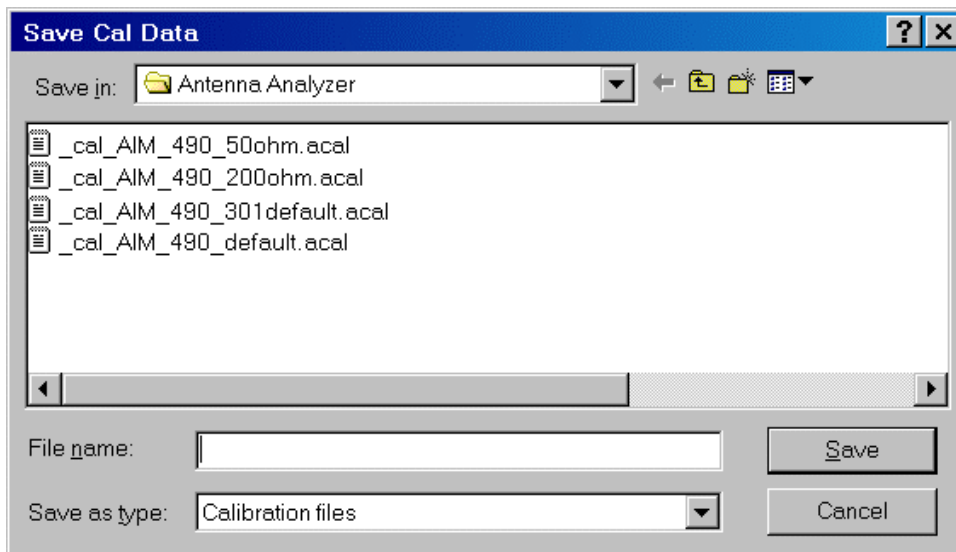 Save Cal Data
Save in: Antenna Analyzer
_cal_AIM_490_50ohm.acal
_cal_AIM_490_200ohm.acal
_cal_AIM_490_301default.acal
_cal_AIM_490_default.acal
File name: Save
Save as type: Calibration files Cancel